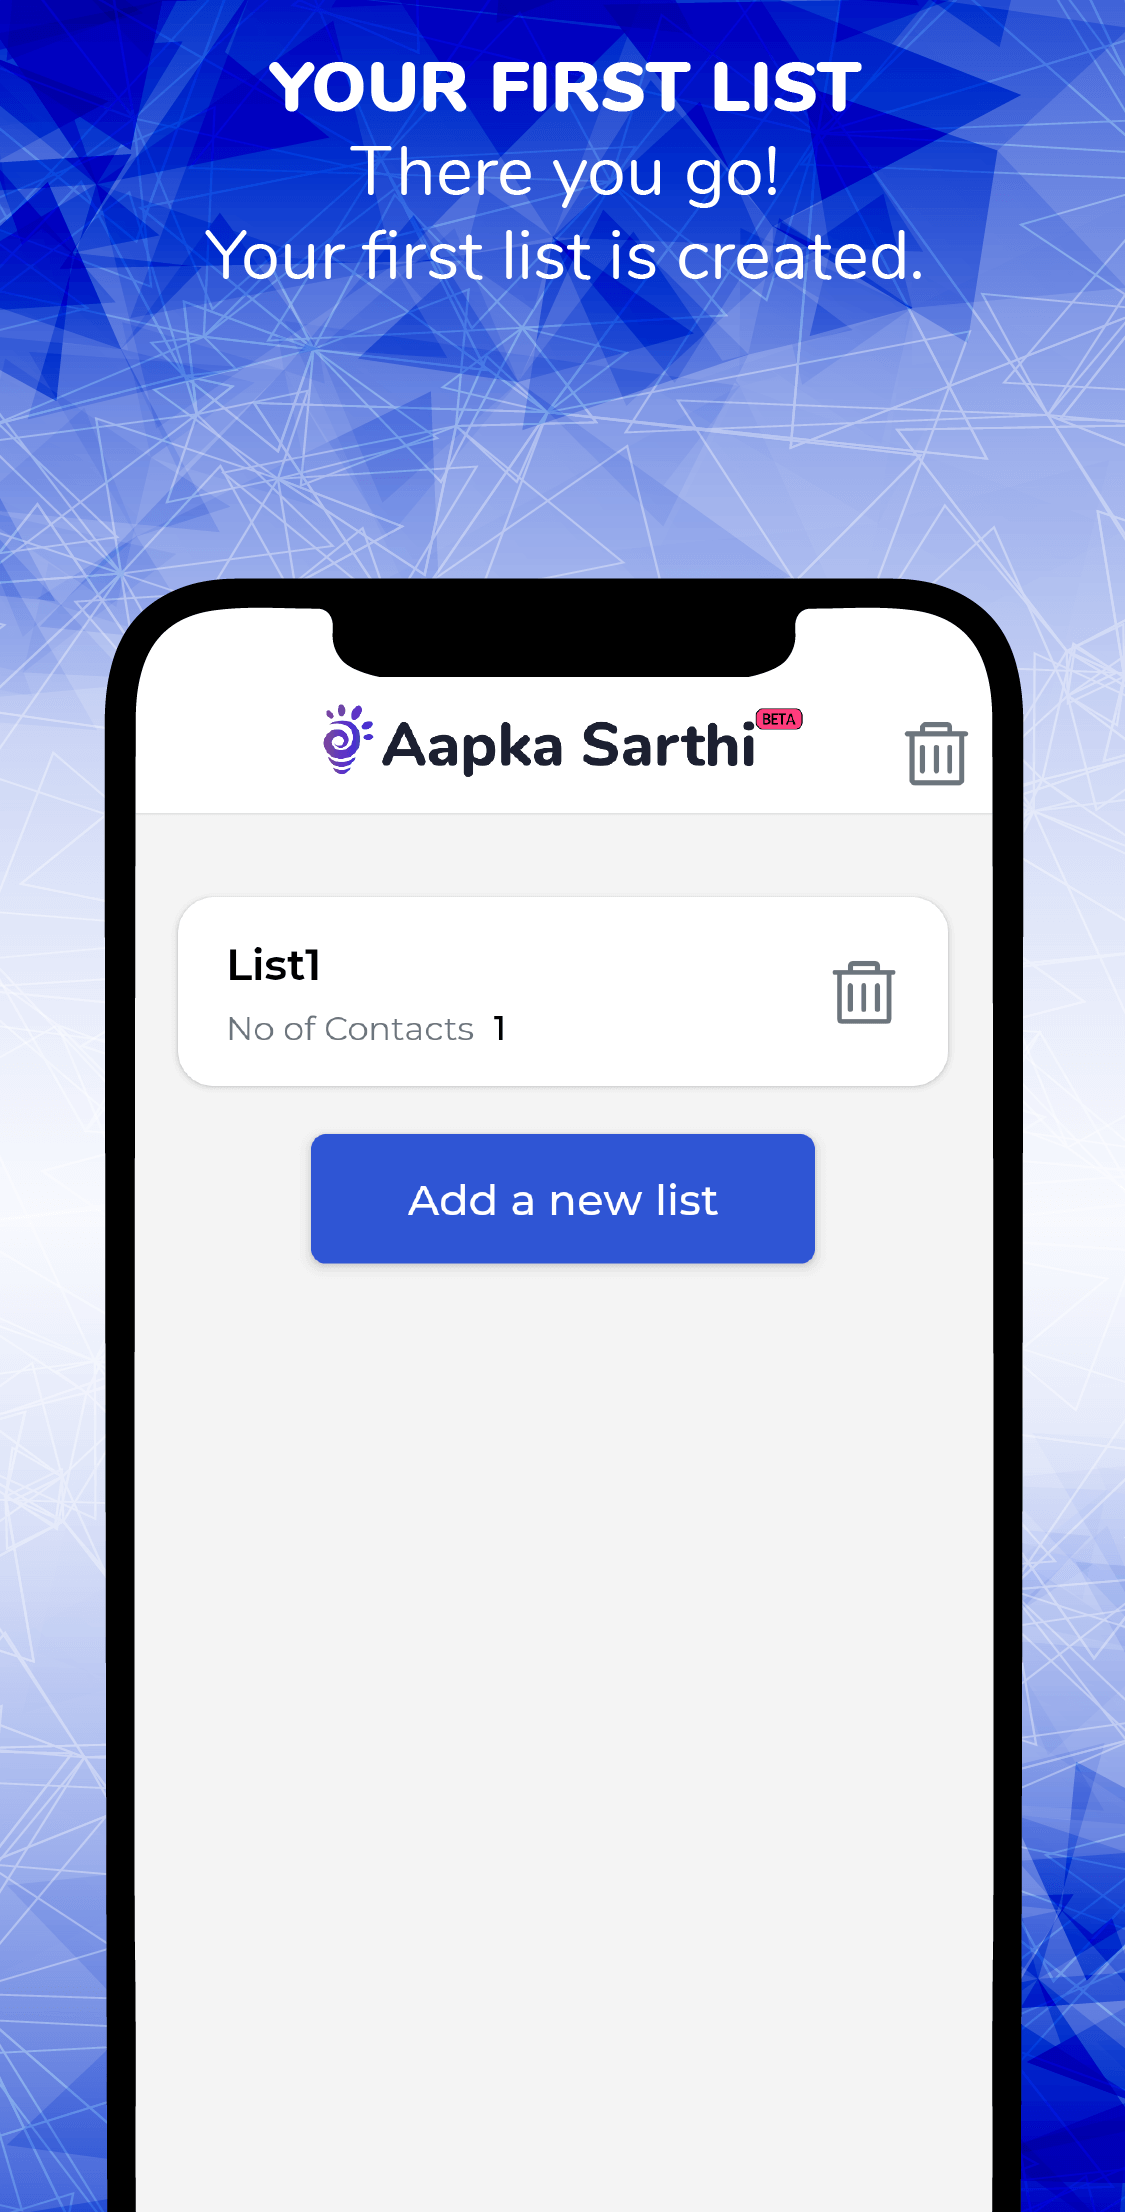 YOUR FIRST LIST
There you go!
Your first list is created.
Aapka Sarthi BETA
List1
No of Contacts 1
Add a new list